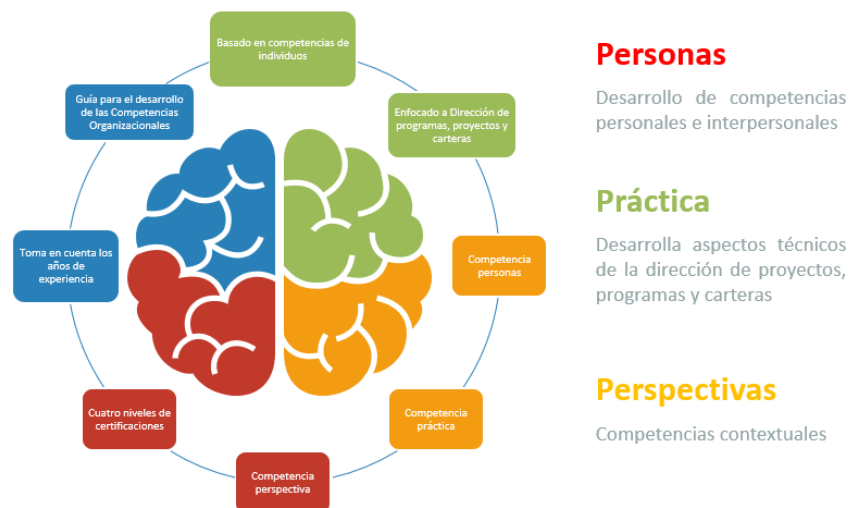 Basado en competencias de
individuos
Guía para el desarrollo
de las Competencias
Organizacionales
Enfocado a Dirección de
programas, proyectos y
carteras
Toma en cuenta los
años de
experiencia
Competencia
personas
Cuatro niveles de
certificaciones
Competencia
práctica
Competencia
perspectiva
Personas
Desarrollo de competencias
personales e interpersonales
Práctica
Desarrolla aspectos técnicos
de la dirección de proyectos,
programas y carteras
Perspectivas
Competencias contextuales